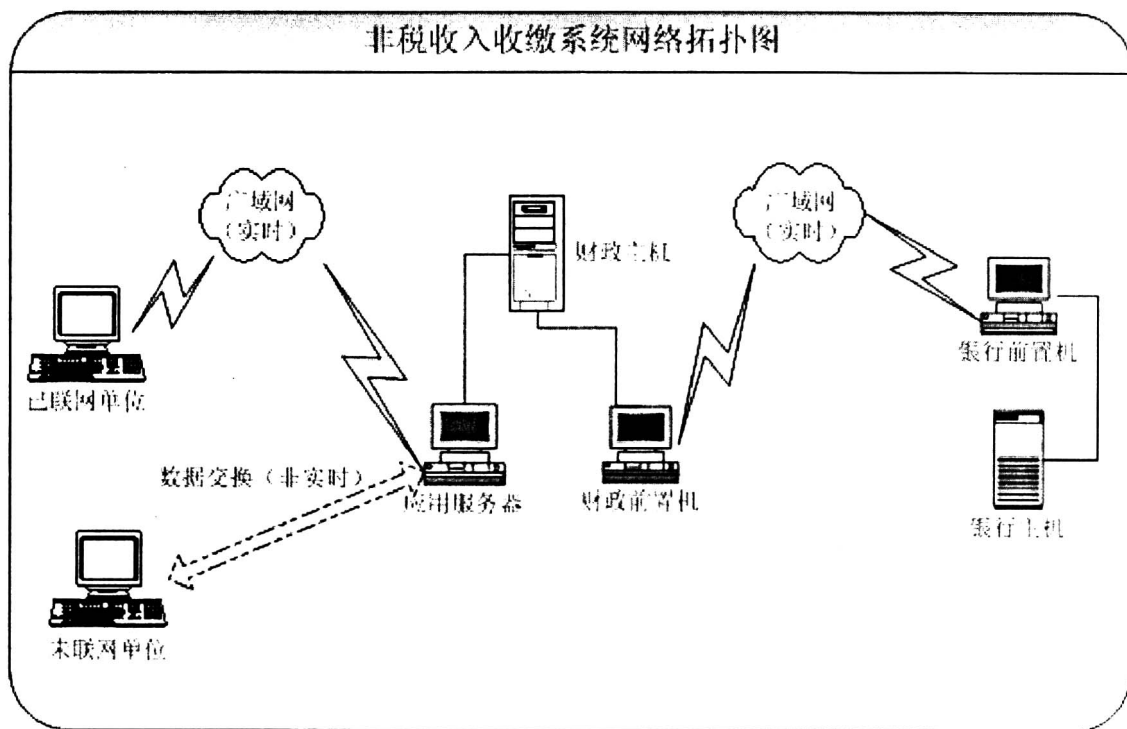 非税收入收缴系统网络拓扑图
广域网
（实时）
广域网
（实时）
财政主机
银行前置机
已联网单位
数据交换（非实时）
应用服务器
财政前置机
银行主机
未联网单位